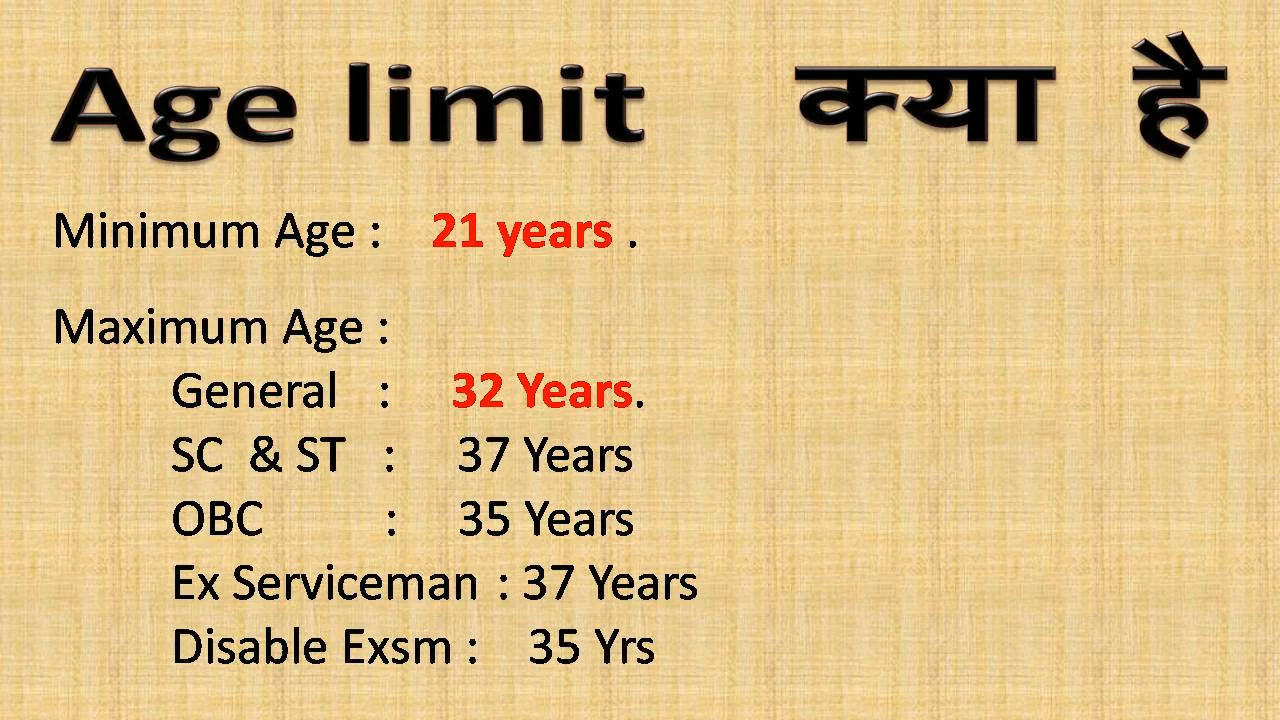 Age limit क्या है
Minimum Age : 21 years .
Maximum Age :
General : 32 Years.
SC & ST : 37 Years
OBC : 35 Years
Ex Serviceman : 37 Years
Disable Exsm : 35 Yrs